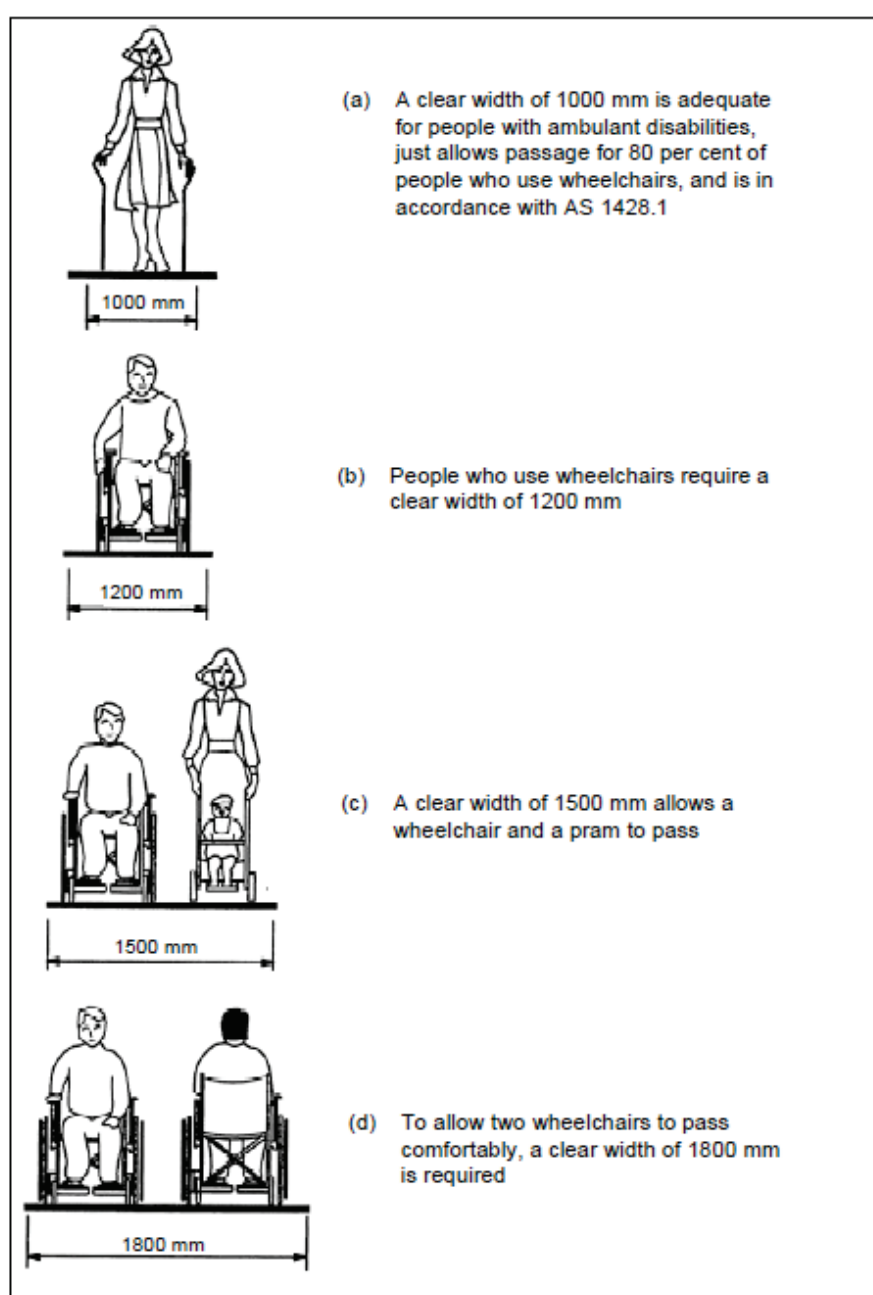 (a) A clear width of 1000 mm is adequate
for people with ambulant disabilities,
just allows passage for 80 per cent of
people who use wheelchairs, and is in
accordance with AS 1428.1
1000 mm
(b) People who use wheelchairs require a
clear width of 1200 mm
1200 mm
(c) A clear width of 1500 mm allows a
wheelchair and a pram to pass
1500 mm
(d) To allow two wheelchairs to pass
comfortably, a clear width of 1800 mm
is required
1800 mm